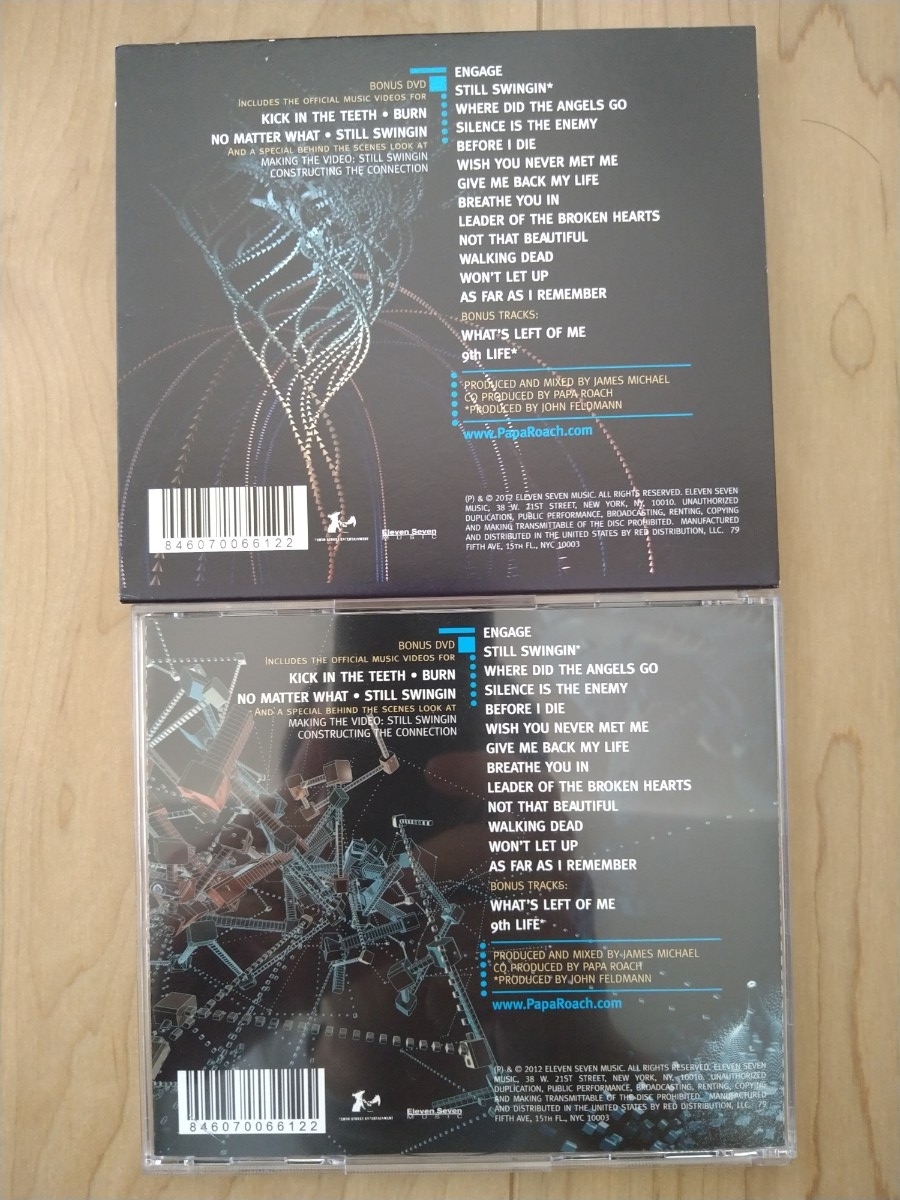 BONUS DVD
INCLUDES THE OFFICIAL MUSIC VIDEOS FOR
KICK IN THE TEETH • BURN
NO MATTER WHAT • STILL SWINGIN
AND A SPECIAL BEHIND THE SCENES LOOK AT
MAKING THE VIDEO: STILL SWINGIN
CONSTRUCTING THE CONNECTION
ENGAGE
STILL SWINGIN*
WHERE DID THE ANGELS GO
SILENCE IS THE ENEMY
BEFORE I DIE
WISH YOU NEVER MET ME
GIVE ME BACK MY LIFE
BREATHE YOU IN
LEADER OF THE BROKEN HEARTS
NOT THAT BEAUTIFUL
WALKING DEAD
WON'T LET UP
AS FAR AS I REMEMBER
BONUS TRACKS:
WHAT'S LEFT OF ME
9th LIFE*
PRODUCED AND MIXED BY JAMES MICHAEL
CO PRODUCED BY PAPA ROACH
*PRODUCED BY JOHN FELDMANN
www.PapaRoach.com
846070066122
Eleven Seven
MUSIC
(P) & © 2012 ELEVEN SEVEN MUSIC. ALL RIGHTS RESERVED. ELEVEN SEVEN
MUSIC, 38 W. 21ST STREET, NEW YORK, NY, 10010. UNAUTHORIZED
DUPLICATION, PUBLIC PERFORMANCE, BROADCASTING, RENTING, COPYING
AND MAKING TRANSMITTABLE OF THE DISC PROHIBITED. MANUFACTURED
AND DISTRIBUTED IN THE UNITED STATES BY RED DISTRIBUTION, LLC. 79
FIFTH AVE, 15TH FL., NYC 10003
BONUS DVD
INCLUDES THE OFFICIAL MUSIC VIDEOS FOR
KICK IN THE TEETH • BURN
NO MATTER WHAT • STILL SWINGIN
AND A SPECIAL BEHIND THE SCENES LOOK AT
MAKING THE VIDEO: STILL SWINGIN
CONSTRUCTING THE CONNECTION
ENGAGE
STILL SWINGIN*
WHERE DID THE ANGELS GO
SILENCE IS THE ENEMY
BEFORE I DIE
WISH YOU NEVER MET ME
GIVE ME BACK MY LIFE
BREATHE YOU IN
LEADER OF THE BROKEN HEARTS
NOT THAT BEAUTIFUL
WALKING DEAD
WON'T LET UP
AS FAR AS I REMEMBER
BONUS TRACKS:
WHAT'S LEFT OF ME
9th LIFE*
PRODUCED AND MIXED BY JAMES MICHAEL
CO PRODUCED BY PAPA ROACH
*PRODUCED BY JOHN FELDMANN
www.PapaRoach.com
846070066122
Eleven Seven
MUSIC
(P) & © 2012 ELEVEN SEVEN MUSIC. ALL RIGHTS RESERVED. ELEVEN SEVEN
MUSIC, 38 W. 21ST STREET, NEW YORK, NY, 10010. UNAUTHORIZED
DUPLICATION, PUBLIC PERFORMANCE, BROADCASTING, RENTING, COPYING
AND MAKING TRANSMITTABLE OF THE DISC PROHIBITED. MANUFACTURED
AND DISTRIBUTED IN THE UNITED STATES BY RED DISTRIBUTION, LLC. 79
FIFTH AVE, 15TH FL., NYC 10003